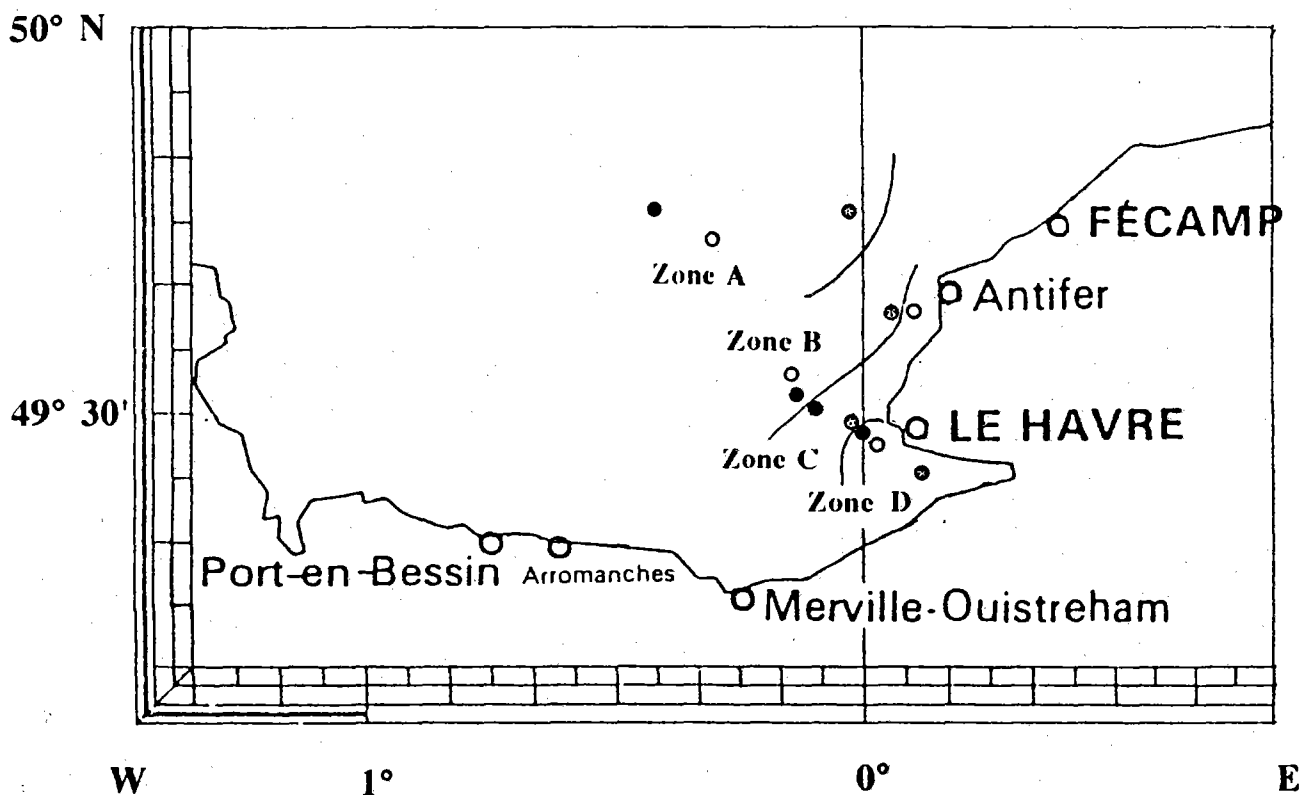 50° N
FÉCAMP
Zone A
Antifer
Zone B
49° 30'
LE HAVRE
Zone C
Zone D
Port-en-Bessin
Arromanches
Merville-Ouistreham
W
1°
0°
E